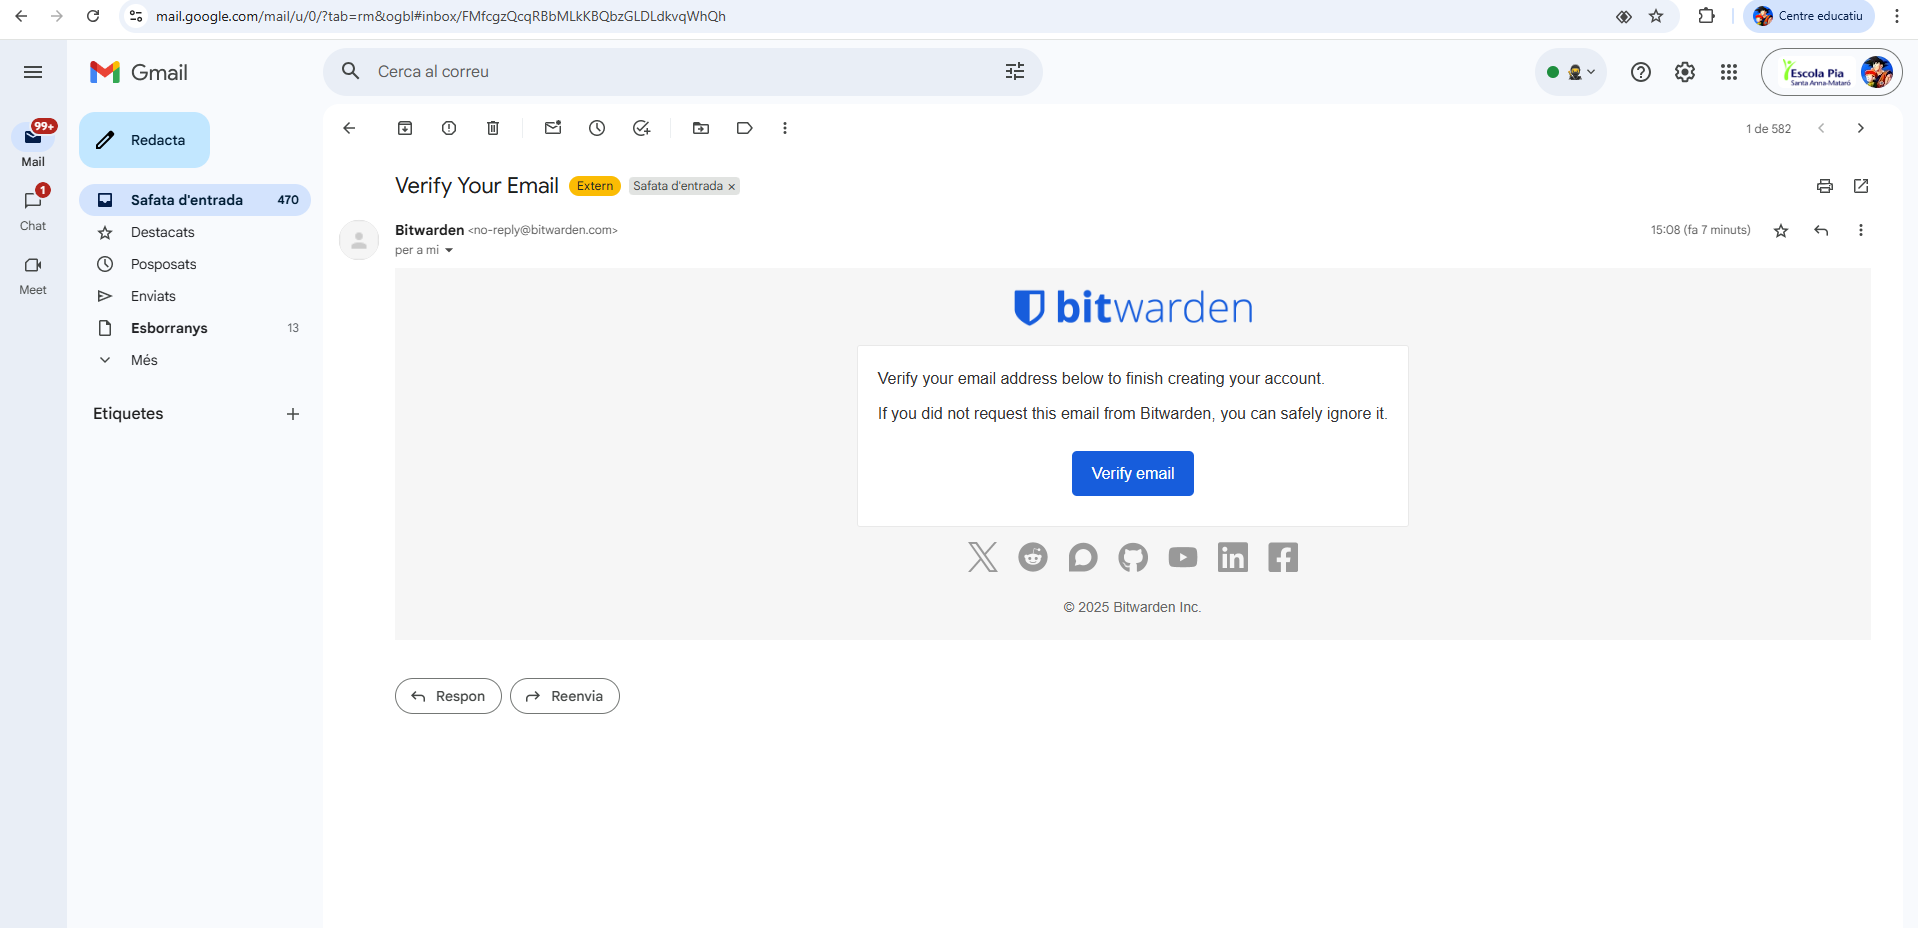 mail.google.com/mail/u/0/?tab=rm&ogbl#inbox/FMfcgzQcqRBbMLkKBQbzGLDLdkvqWhQh
Centre educatiu
Gmail
Cerca al correu
Escola Pia
Santa Anna-Mataró
99+
Mail
1
Chat
Meet
Redacta
Safata d'entrada 470
Destacats
Posposats
Enviats
Esborranys 13
Més
Etiquetes
1 de 582
Verify Your Email Extern Safata d'entrada ×
Bitwarden <no-reply@bitwarden.com> 15:08 (fa 7 minuts)
per a mi
bitwarden
Verify your email address below to finish creating your account.
If you did not request this email from Bitwarden, you can safely ignore it.
Verify email
© 2025 Bitwarden Inc.
Respon
Reenvia